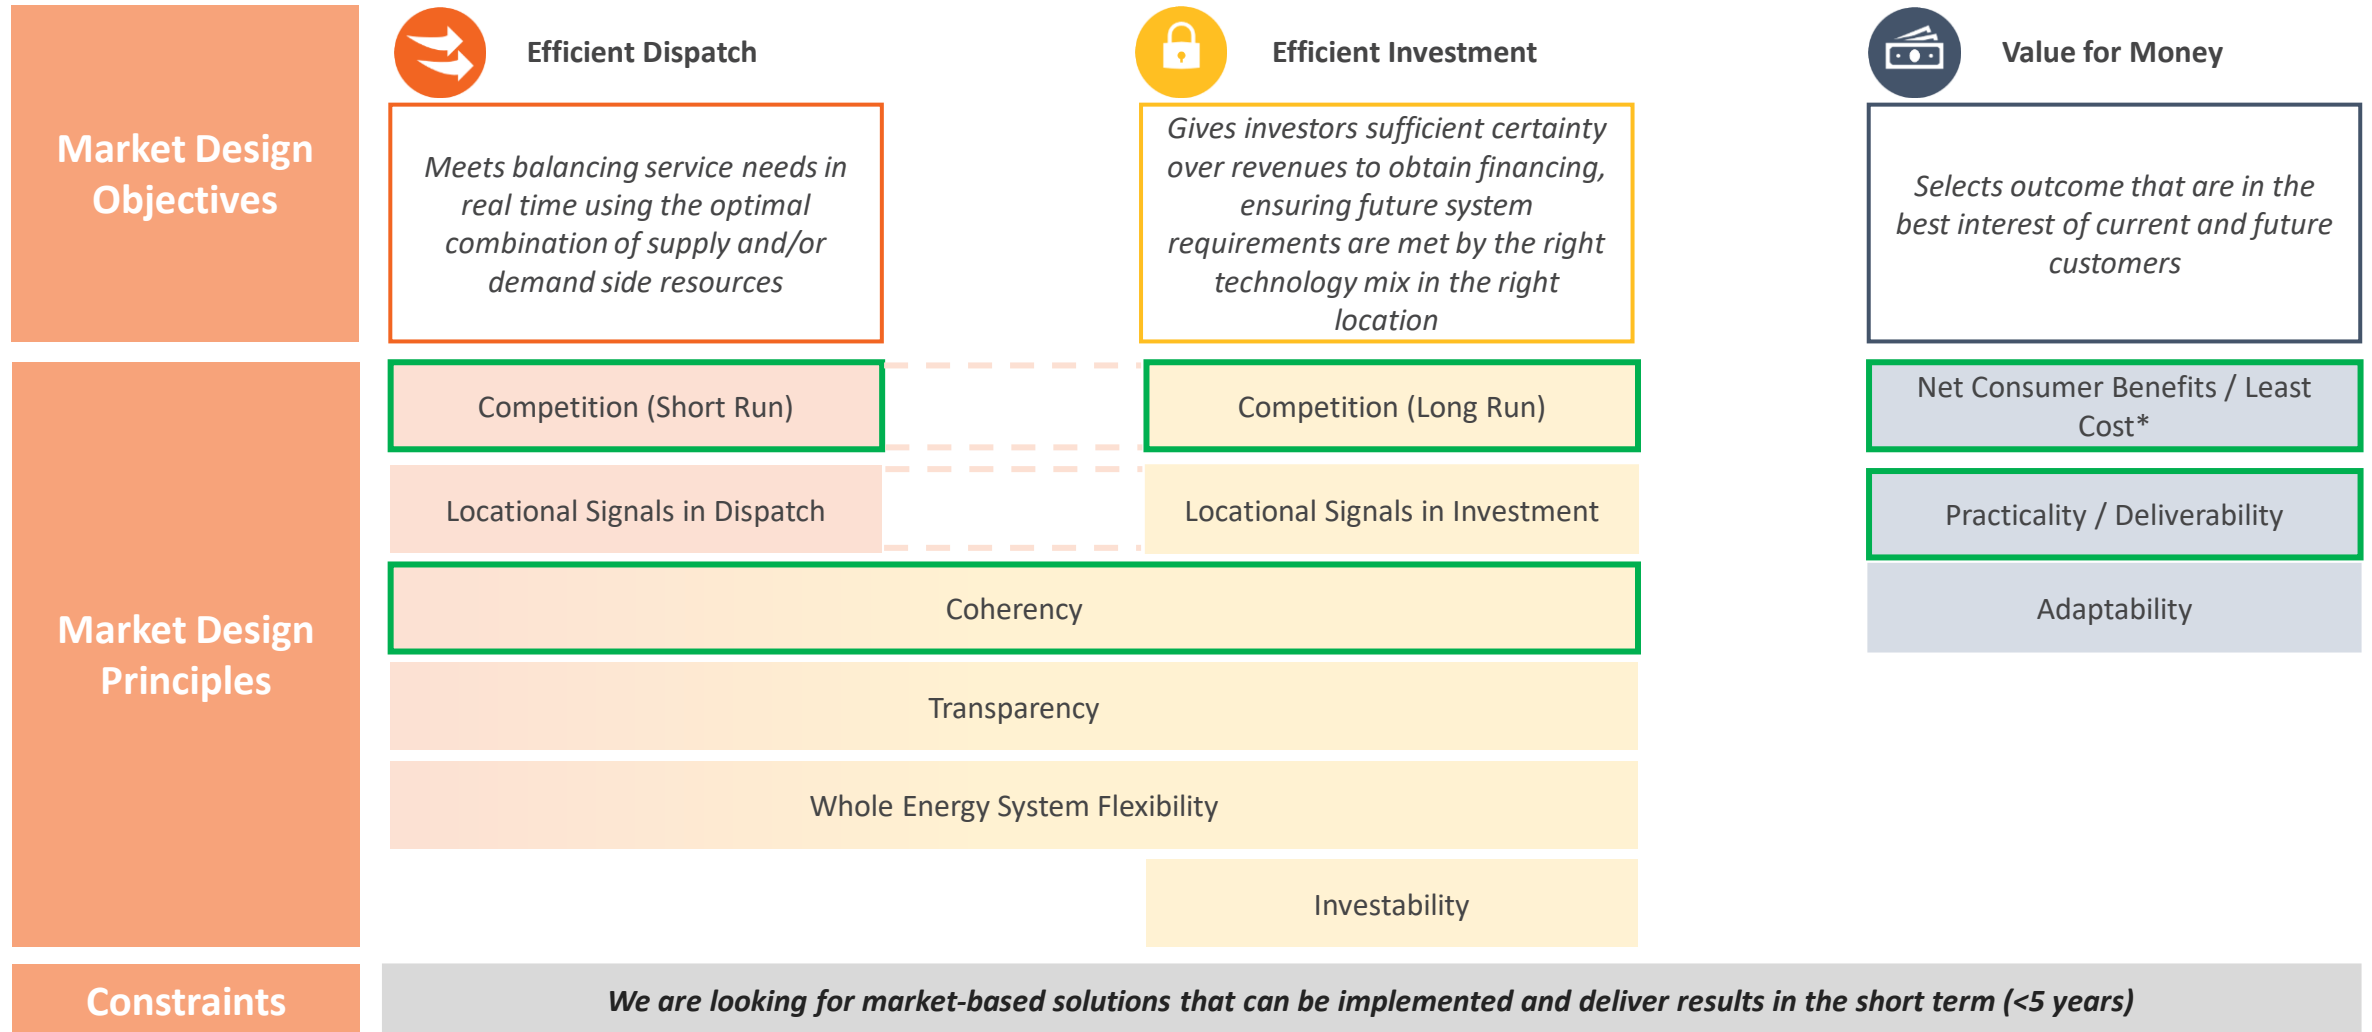 Market Design
Objectives
Efficient Dispatch
Meets balancing service needs in
real time using the optimal
combination of supply and/or
demand side resources
Efficient Investment
Gives investors sufficient certainty
over revenues to obtain financing,
ensuring future system
requirements are met by the right
technology mix in the right
location
Value for Money
Selects outcome that are in the
best interest of current and future
customers
Market Design
Principles
Competition (Short Run)
Competition (Long Run)
Net Consumer Benefits / Least
Cost*
Locational Signals in Dispatch
Locational Signals in Investment
Practicality / Deliverability
Coherency
Adaptability
Transparency
Whole Energy System Flexibility
Investability
Constraints
We are looking for market-based solutions that can be implemented and deliver results in the short term (<5 years)